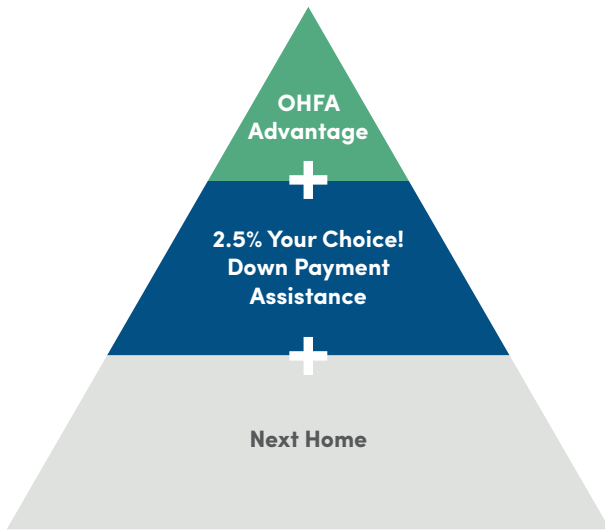 OHFA
Advantage
+
2.5% Your Choice!
Down Payment
Assistance
+
Next Home